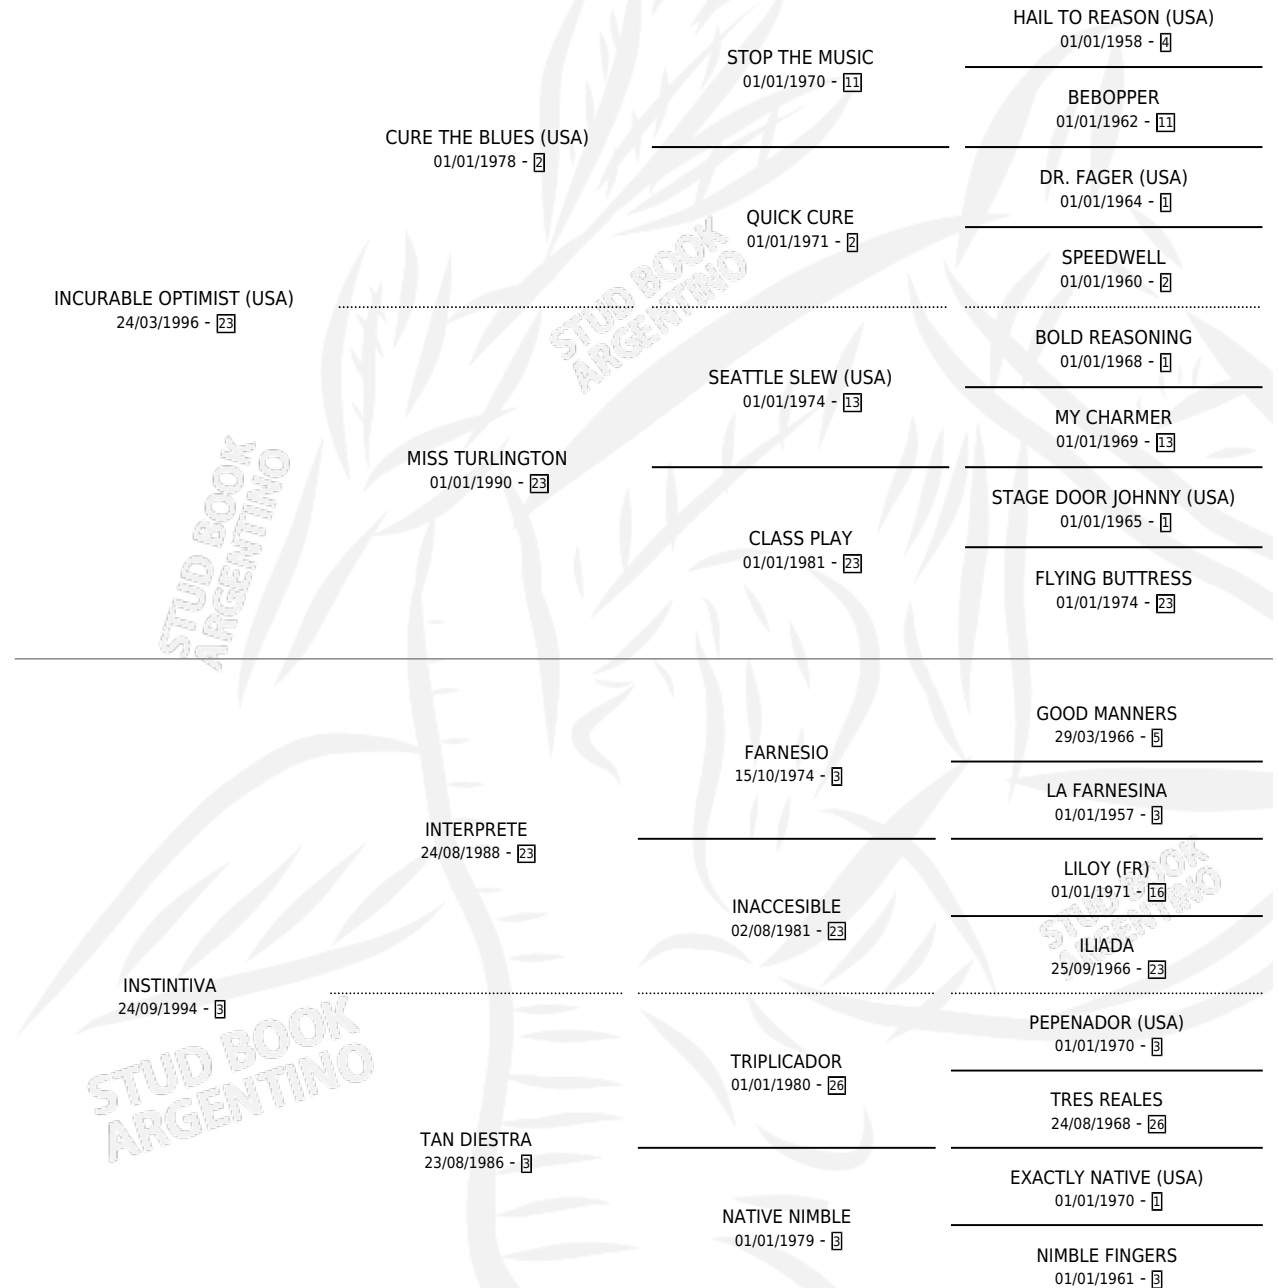 HAIL TO REASON (USA)
01/01/1958 - 4
STOP THE MUSIC
01/01/1970 - 11
BEBOPPER
01/01/1962 - 11
CURE THE BLUES (USA)
01/01/1978 - 2
DR. FAGER (USA)
01/01/1964 - 1
QUICK CURE
01/01/1971 - 2
SPEEDWELL
01/01/1960 - 2
INCURABLE OPTIMIST (USA)
24/03/1996 - 23
BOLD REASONING
01/01/1968 - 1
SEATTLE SLEW (USA)
01/01/1974 - 13
MY CHARMER
01/01/1969 - 13
MISS TURLINGTON
01/01/1990 - 23
STAGE DOOR JOHNNY (USA)
01/01/1965 - 1
CLASS PLAY
01/01/1981 - 23
FLYING BUTTRESS
01/01/1974 - 23
GOOD MANNERS
29/03/1966 - 5
FARNESIO
15/10/1974 - 3
LA FARNESINA
01/01/1957 - 3
INTERPRETE
24/08/1988 - 23
LILOY (FR)
01/01/1971 - 16
INACCESIBLE
02/08/1981 - 23
ILIADA
25/09/1966 - 23
INSTINTIVA
24/09/1994 - 3
PEPENADOR (USA)
01/01/1970 - 3
TRIPLICADOR
01/01/1980 - 26
TRES REALES
24/08/1968 - 26
TAN DIESTRA
23/08/1986 - 3
EXACTLY NATIVE (USA)
01/01/1970 - 1
NATIVE NIMBLE
01/01/1979 - 3
NIMBLE FINGERS
01/01/1961 - 3
STUD BOOK
ARGENTINO
STUD BOOK
ARGENTINO
STUD BOOK
ARGENTINO
STUD BOOK
ARGENTINO